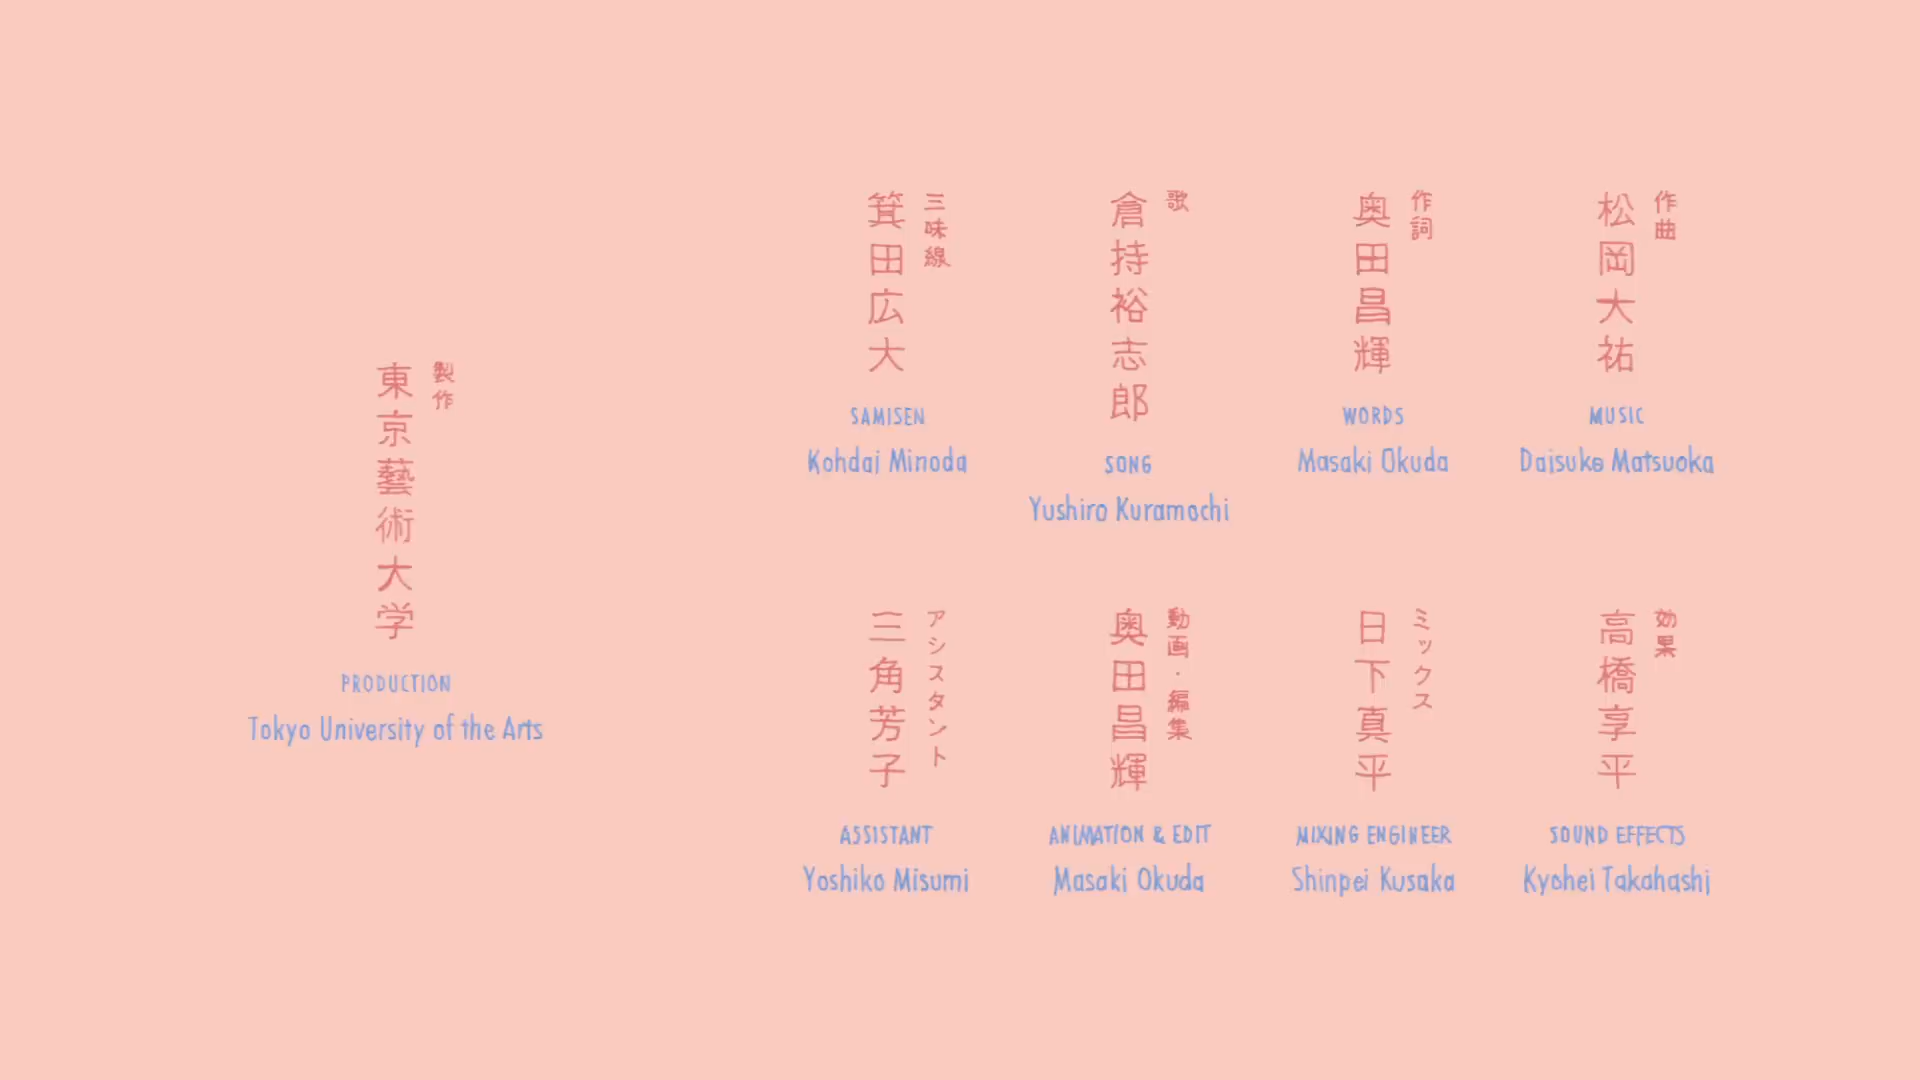 作曲
松岡大祐
MUSIC
Daisuke Matsuoka
作詞
奥田昌輝
WORDS
Masaki Okuda
歌
倉持裕志郎
SONG
Yushiro Kuramochi
三味線
箕田広大
SAMISEN
Kohdai Minoda
効果
高橋享平
SOUND EFFECTS
Kyohei Takahashi
ミックス
日下真平
MIXING ENGINEER
Shinpei Kusaka
動画・編集
奥田昌輝
ANIMATION & EDIT
Masaki Okuda
アシスタント
三角芳子
ASSISTANT
Yoshiko Misumi
製作
東京藝術大学
PRODUCTION
Tokyo University of the Arts